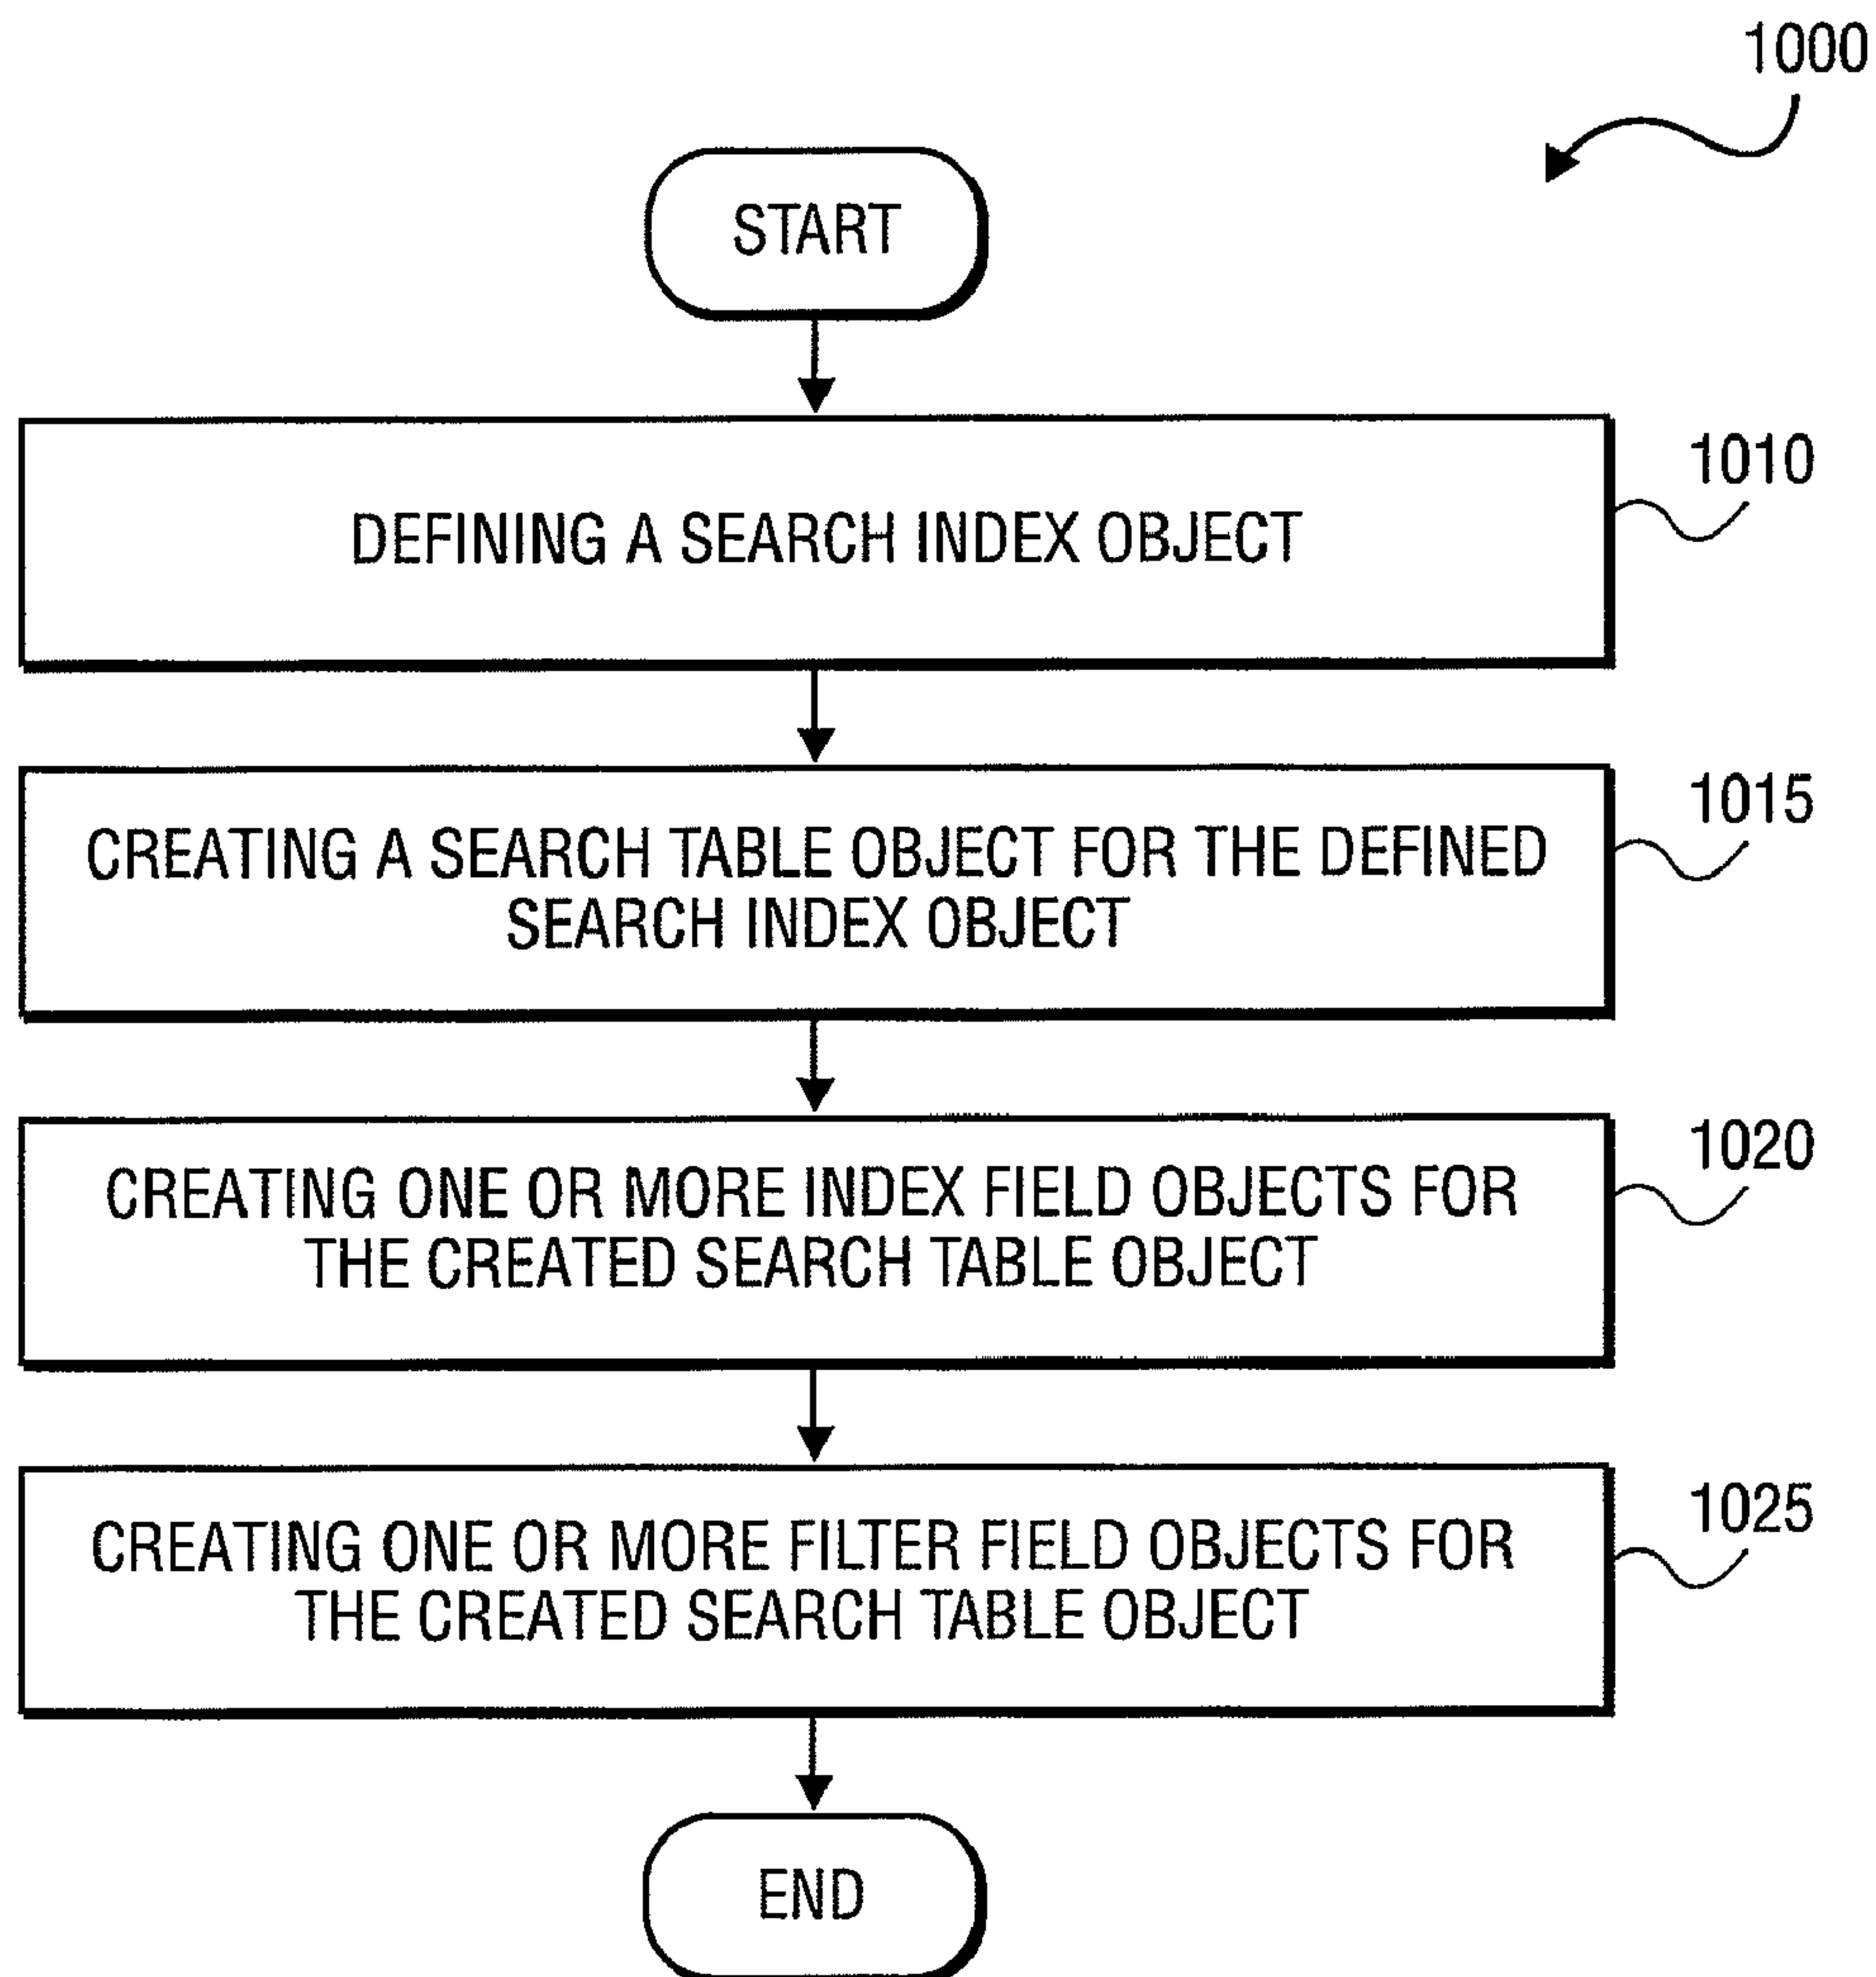 1000
START
DEFINING A SEARCH INDEX OBJECT
1010
CREATING A SEARCH TABLE OBJECT FOR THE DEFINED
SEARCH INDEX OBJECT
1015
CREATING ONE OR MORE INDEX FIELD OBJECTS FOR
THE CREATED SEARCH TABLE OBJECT
1020
CREATING ONE OR MORE FILTER FIELD OBJECTS FOR
THE CREATED SEARCH TABLE OBJECT
1025
END